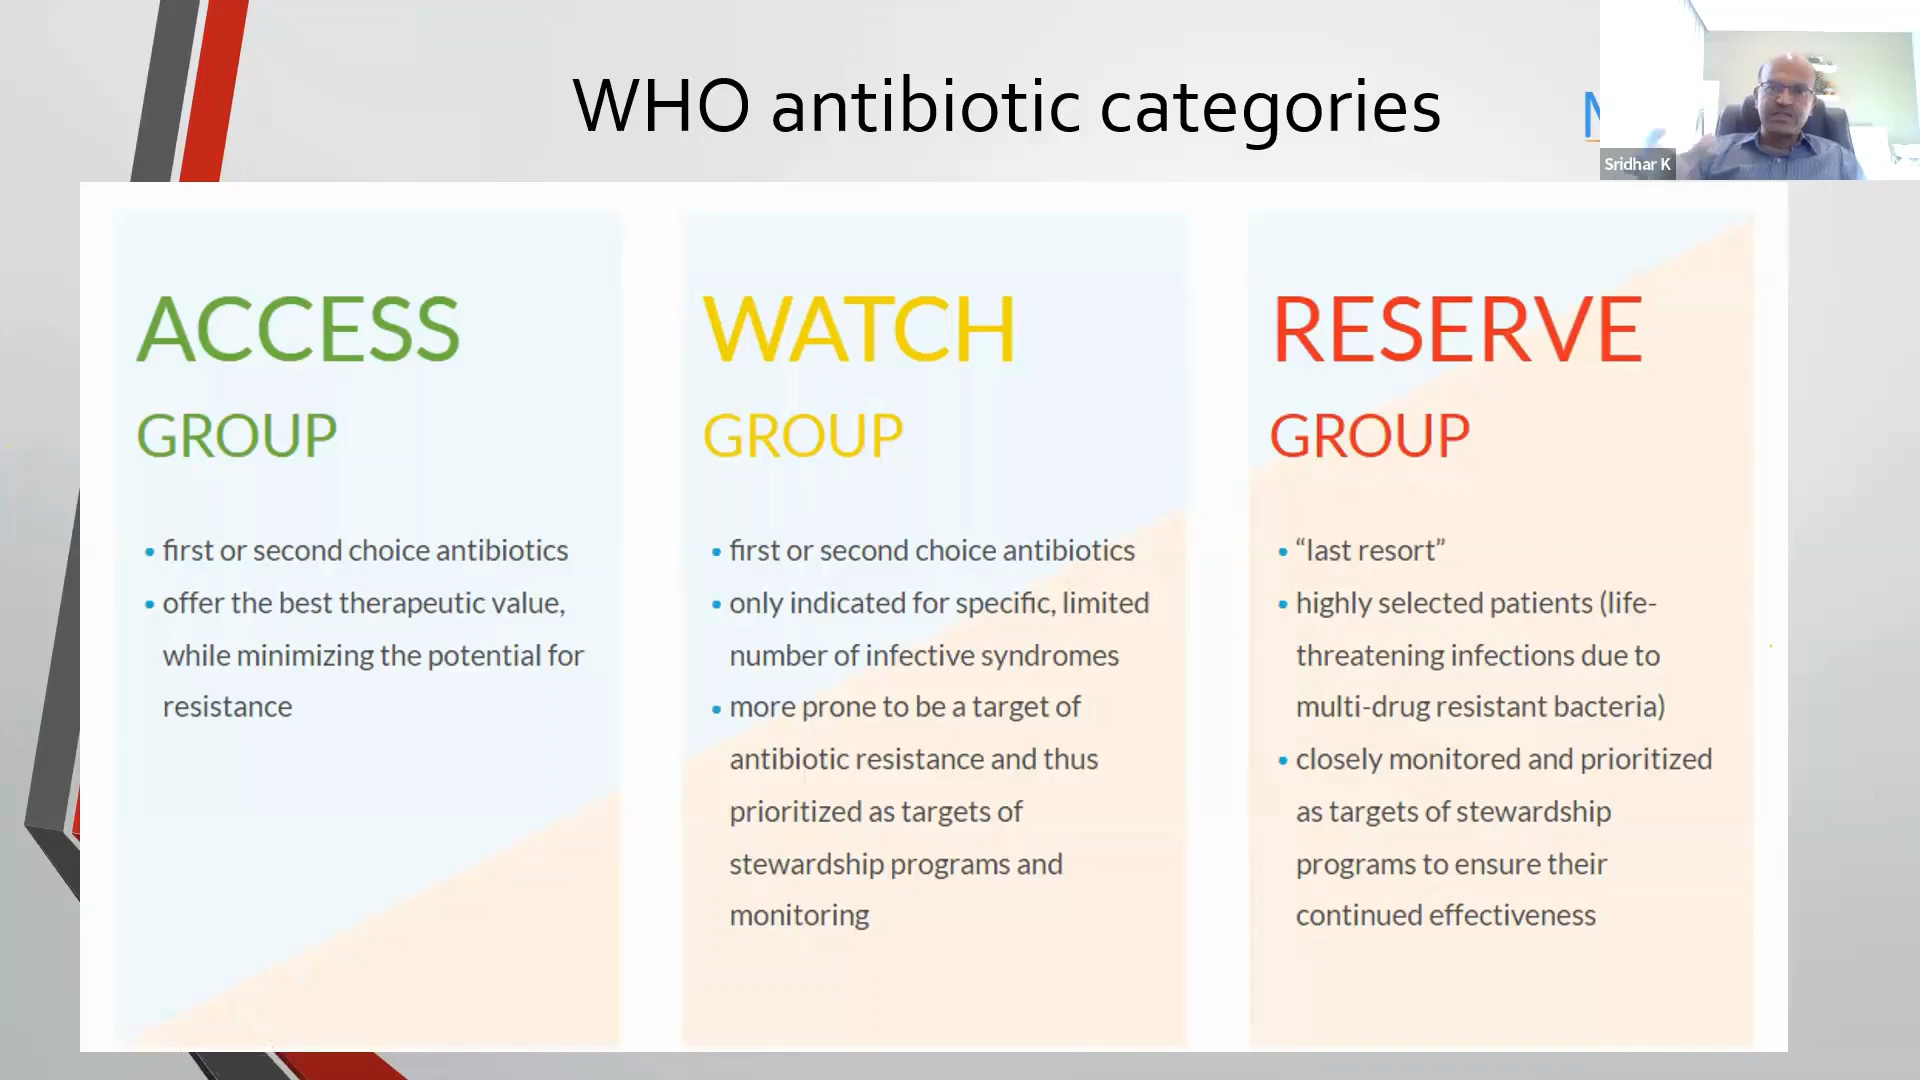 WHO antibiotic categories
Sridhar K
ACCESS
GROUP
• first or second choice antibiotics
• offer the best therapeutic value,
while minimizing the potential for
resistance
WATCH
GROUP
• first or second choice antibiotics
• only indicated for specific, limited
number of infective syndromes
• more prone to be a target of
antibiotic resistance and thus
prioritized as targets of
stewardship programs and
monitoring
RESERVE
GROUP
• “last resort”
• highly selected patients (life-
threatening infections due to
multi-drug resistant bacteria)
• closely monitored and prioritized
as targets of stewardship
programs to ensure their
continued effectiveness